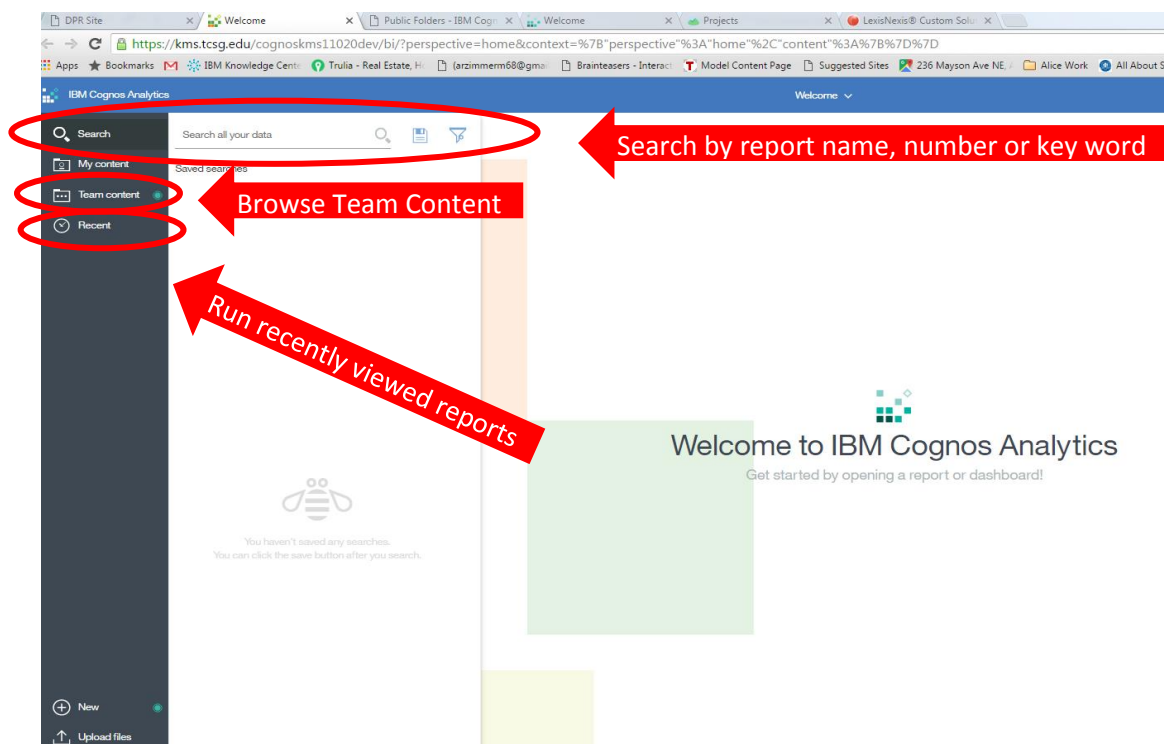 DPR Site
Welcome
Public Folders - IBM Cogn
Welcome
Projects
LexisNexis® Custom Solu
https://kms.tcsg.edu/cognoskms11020dev/bi/?perspective=home&context=%7B"perspective"%3A"home"%2C"content"%3A%7B%7D%7D
Apps
Bookmarks
IBM Knowledge Cente
Trulia - Real Estate, H
(arzimmerm68@gmai
Brainteasers - Interact
Model Content Page
Suggested Sites
236 Mayson Ave NE, A
Alice Work
All About S
IBM Cognos Analytics
Welcome
Search
Search all your data
Search by report name, number or key word
My content
Saved searches
Team content
Browse Team Content
Recent
Run recently viewed reports
Welcome to IBM Cognos Analytics
Get started by opening a report or dashboard!
You haven't saved any searches.
You can click the save button after you search.
New
Upload files